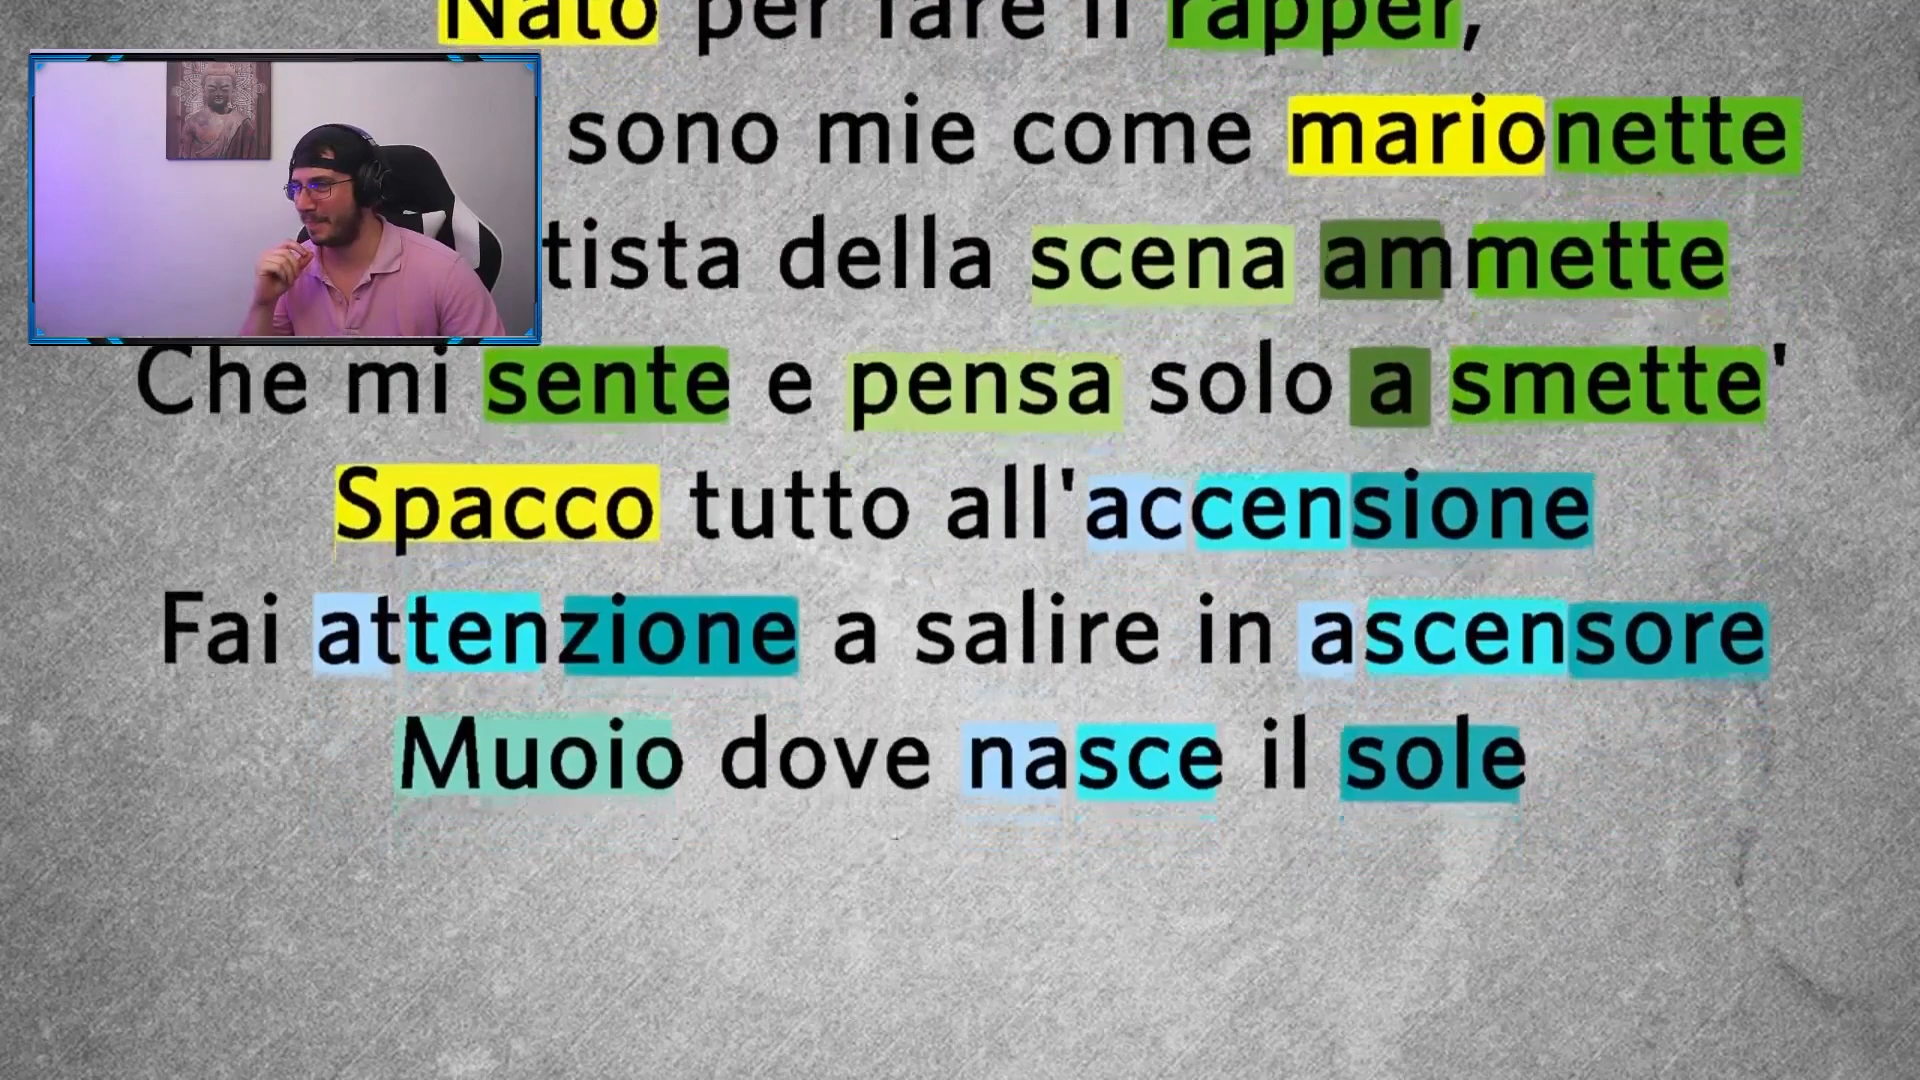 Nato per fare il rapper,
sono mie come marionette
tista della scena ammette
Che mi sente e pensa solo a smette'
Spacco tutto all'accensione
Fai attenzione a salire in ascensore
Muoio dove nasce il sole